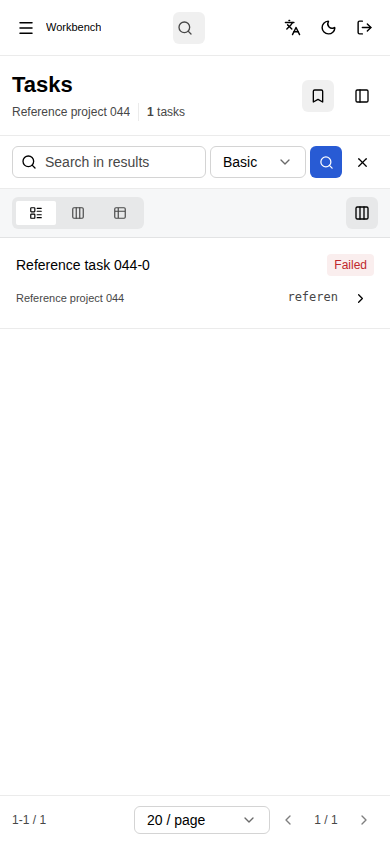 Workbench
Tasks
Reference project 044 1 tasks
Search in results Basic
Reference task 044-0 Failed
Reference project 044 referen
1-1 / 1 20 / page 1 / 1